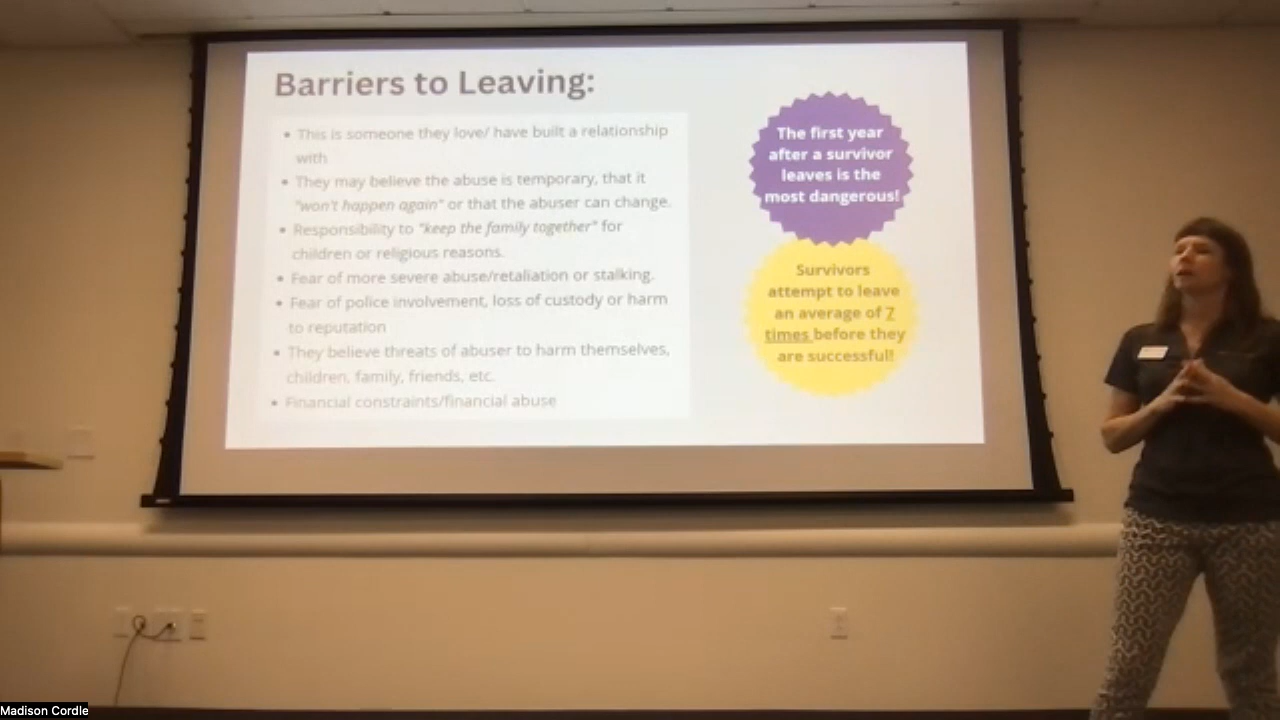 Barriers to Leaving:
• This is someone they love/ have built a relationship
with
• They may believe the abuse is temporary, that it
"won't happen again" or that the abuser can change.
• Responsibility to "keep the family together" for
children or religious reasons.
• Fear of more severe abuse/retaliation or stalking.
• Fear of police involvement, loss of custody or harm
to reputation
• They believe threats of abuser to harm themselves,
children, family, friends, etc.
• Financial constraints/financial abuse
The first year
after a survivor
leaves is the
most dangerous!
Survivors
attempt to leave
an average of 7
times before they
are successful!
Madison Cordle